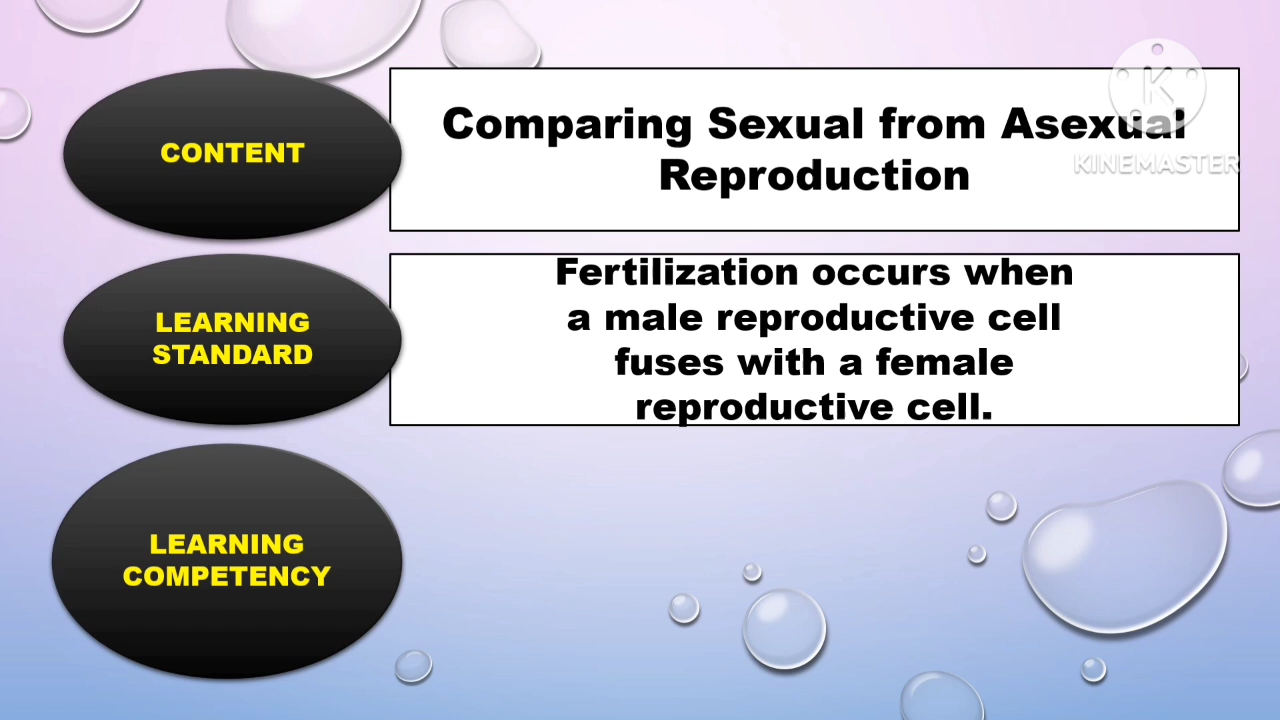 CONTENT
Comparing Sexual from Asexual
Reproduction
K
KINEMASTER
LEARNING
STANDARD
Fertilization occurs when
a male reproductive cell
fuses with a female
reproductive cell.
LEARNING
COMPETENCY